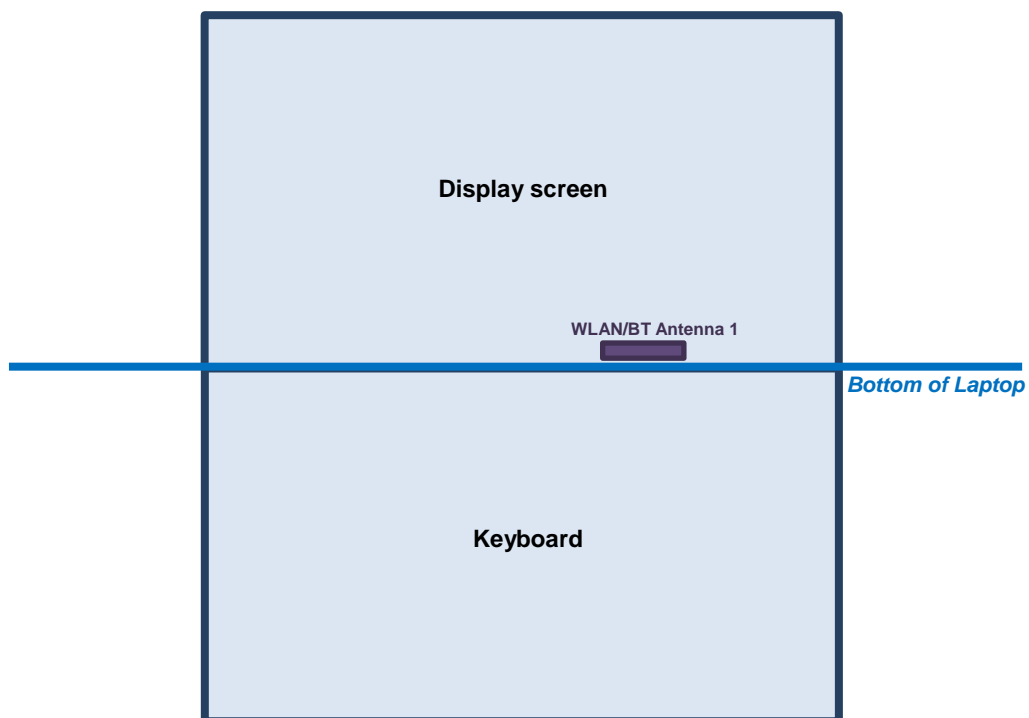 Display screen
WLAN/BT Antenna 1
Bottom of Laptop
Keyboard